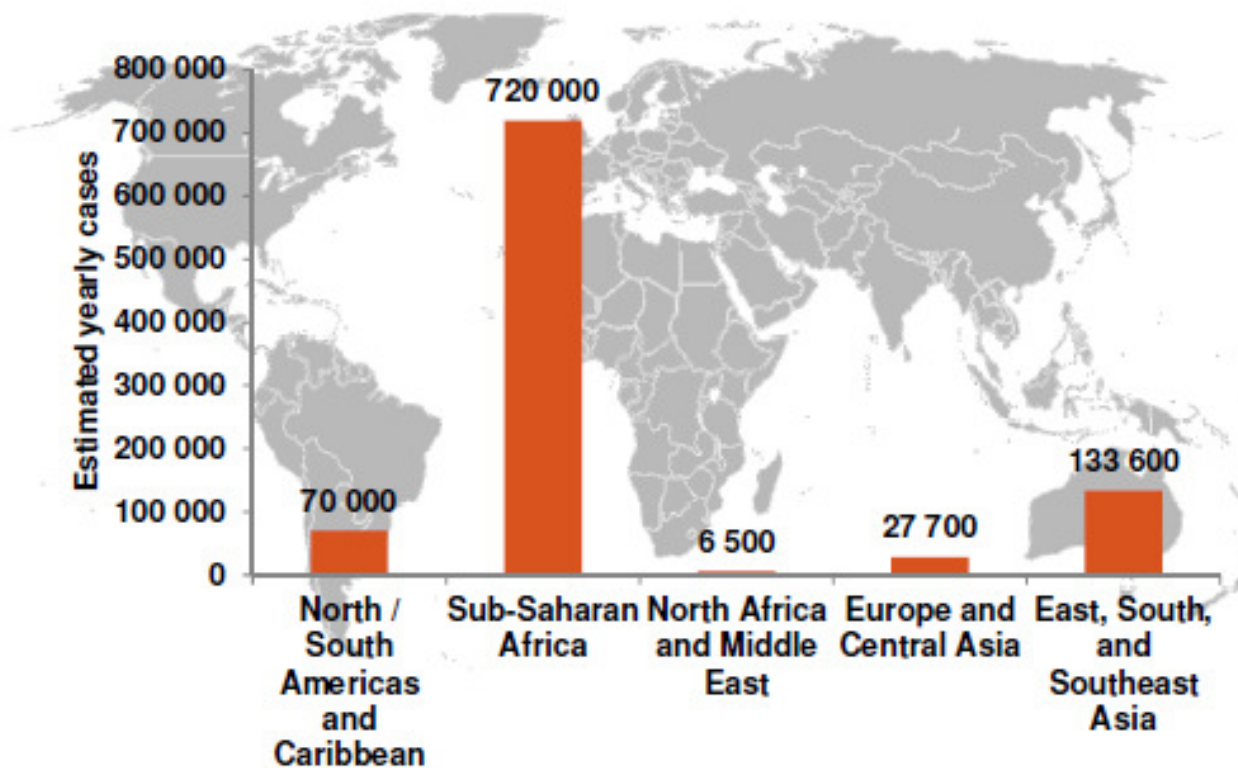 Estimated yearly cases
800 000
700 000
600 000
500 000
400 000
300 000
200 000
100 000
0
70 000
720 000
6 500
27 700
133 600
North /
South
Americas
and
Caribbean
Sub-Saharan
Africa
North Africa
and Middle
East
Europe and
Central Asia
East, South,
and
Southeast
Asia